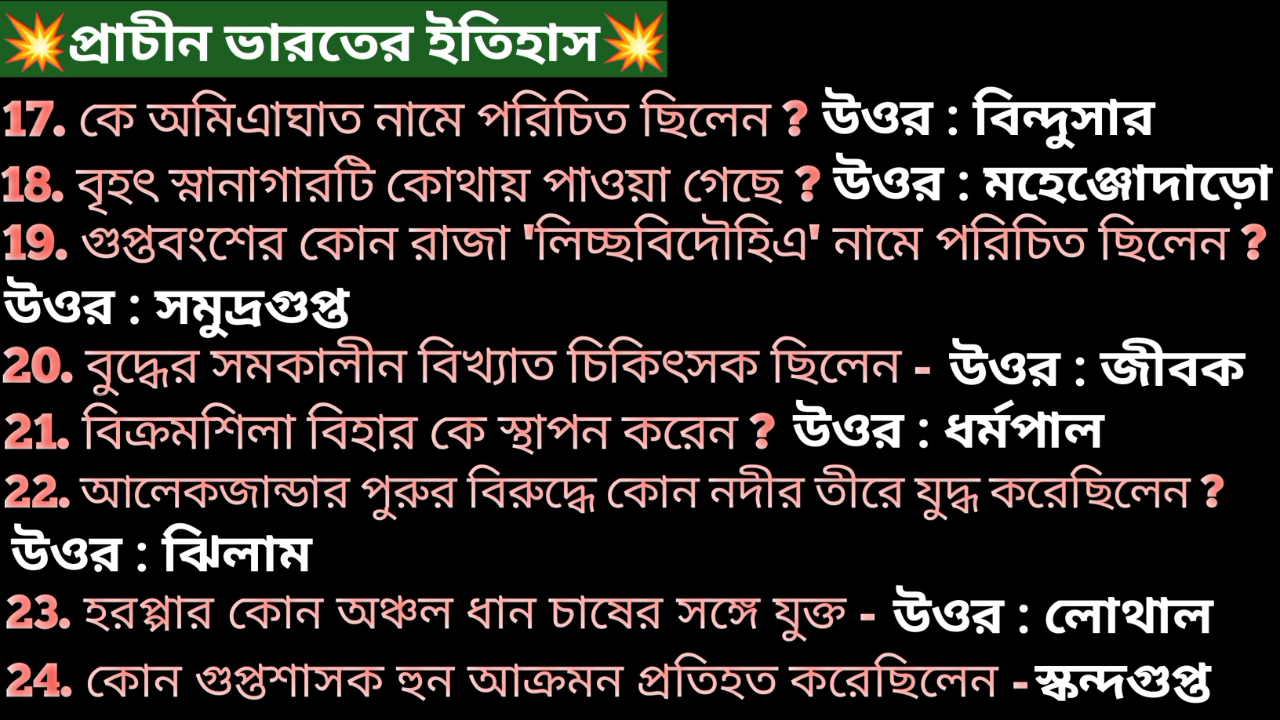 💥প্রাচীন ভারতের ইতিহাস💥
17. কে অমিএাঘাত নামে পরিচিত ছিলেন ? উওর : বিন্দুসার
18. বৃহৎ স্নানাগারটি কোথায় পাওয়া গেছে ? উওর : মহেঞ্জোদাড়ো
19. গুপ্তবংশের কোন রাজা 'লিচ্ছবিদৌহিএ' নামে পরিচিত ছিলেন ?
উওর : সমুদ্রগুপ্ত
20. বুদ্ধের সমকালীন বিখ্যাত চিকিৎসক ছিলেন - উওর : জীবক
21. বিক্রমশিলা বিহার কে স্থাপন করেন ? উওর : ধর্মপাল
22. আলেকজান্ডার পুরুর বিরুদ্ধে কোন নদীর তীরে যুদ্ধ করেছিলেন ?
উওর : ঝিলাম
23. হরপ্পার কোন অঞ্চল ধান চাষের সঙ্গে যুক্ত - উওর : লোথাল
24. কোন গুপ্তশাসক হুন আক্রমন প্রতিহত করেছিলেন -স্কন্দগুপ্ত